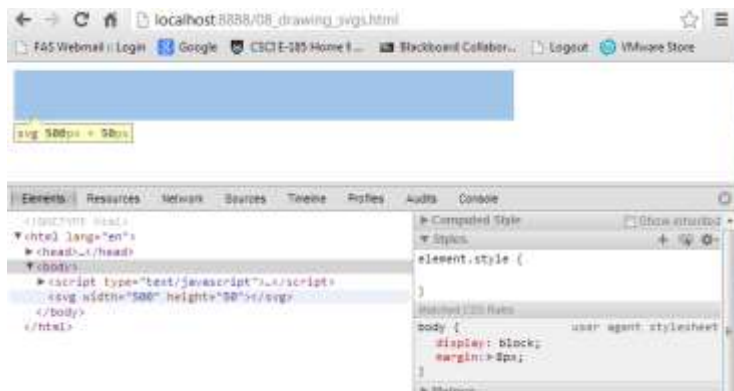 localhost:8888/08_drawing_svgs.html
FAS Webmail :: Login Google CSCI E-185 Home f... Blackboard Collabor... Logout VMware Store
svg 500px × 50px
Elements Resources Network Sources Timeline Profiles Audits Console
<!DOCTYPE html>
▼<html lang="en">
▶<head>…</head>
▼<body>
▶<script type="text/javascript">…</script>
<svg width="500" height="50"></svg>
</body>
</html>
▶ Computed Style Show inherited
▼ Styles
element.style {
}
Matched CSS Rules
body { user agent stylesheet
display: block;
margin:▶8px;
}
▶ Metrics